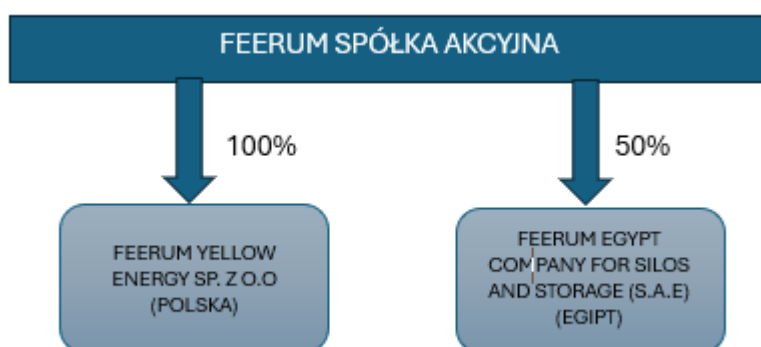 FEERUM SPÓŁKA AKCYJNA
100%
50%
FEERUM YELLOW
ENERGY SP. Z O.O
(POLSKA)
FEERUM EGYPT
COMPANY FOR SILOS
AND STORAGE (S.A.E)
(EGIPT)